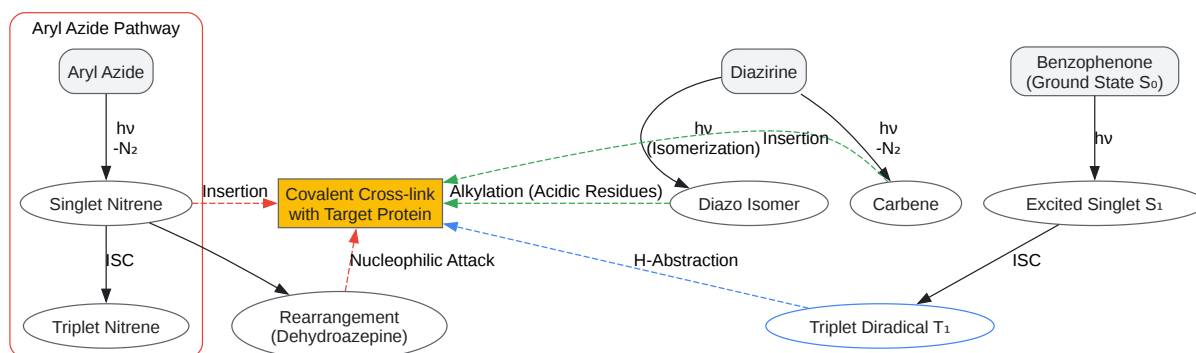 Aryl Azide Pathway
Aryl Azide
Diazirine
Benzophenone
(Ground State S₀)
hν
-N₂
hν
(Isomerization)
Insertion
hν
-N₂
hν
Singlet Nitrene
Insertion
Covalent Cross-link
with Target Protein
Alkylation (Acidic Residues)
Diazo Isomer
Carbene
Excited Singlet S₁
ISC
Nucleophilic Attack
H-Abstraction
ISC
Triplet Nitrene
Rearrangement
(Dehydroazepine)
Triplet Diradical T₁